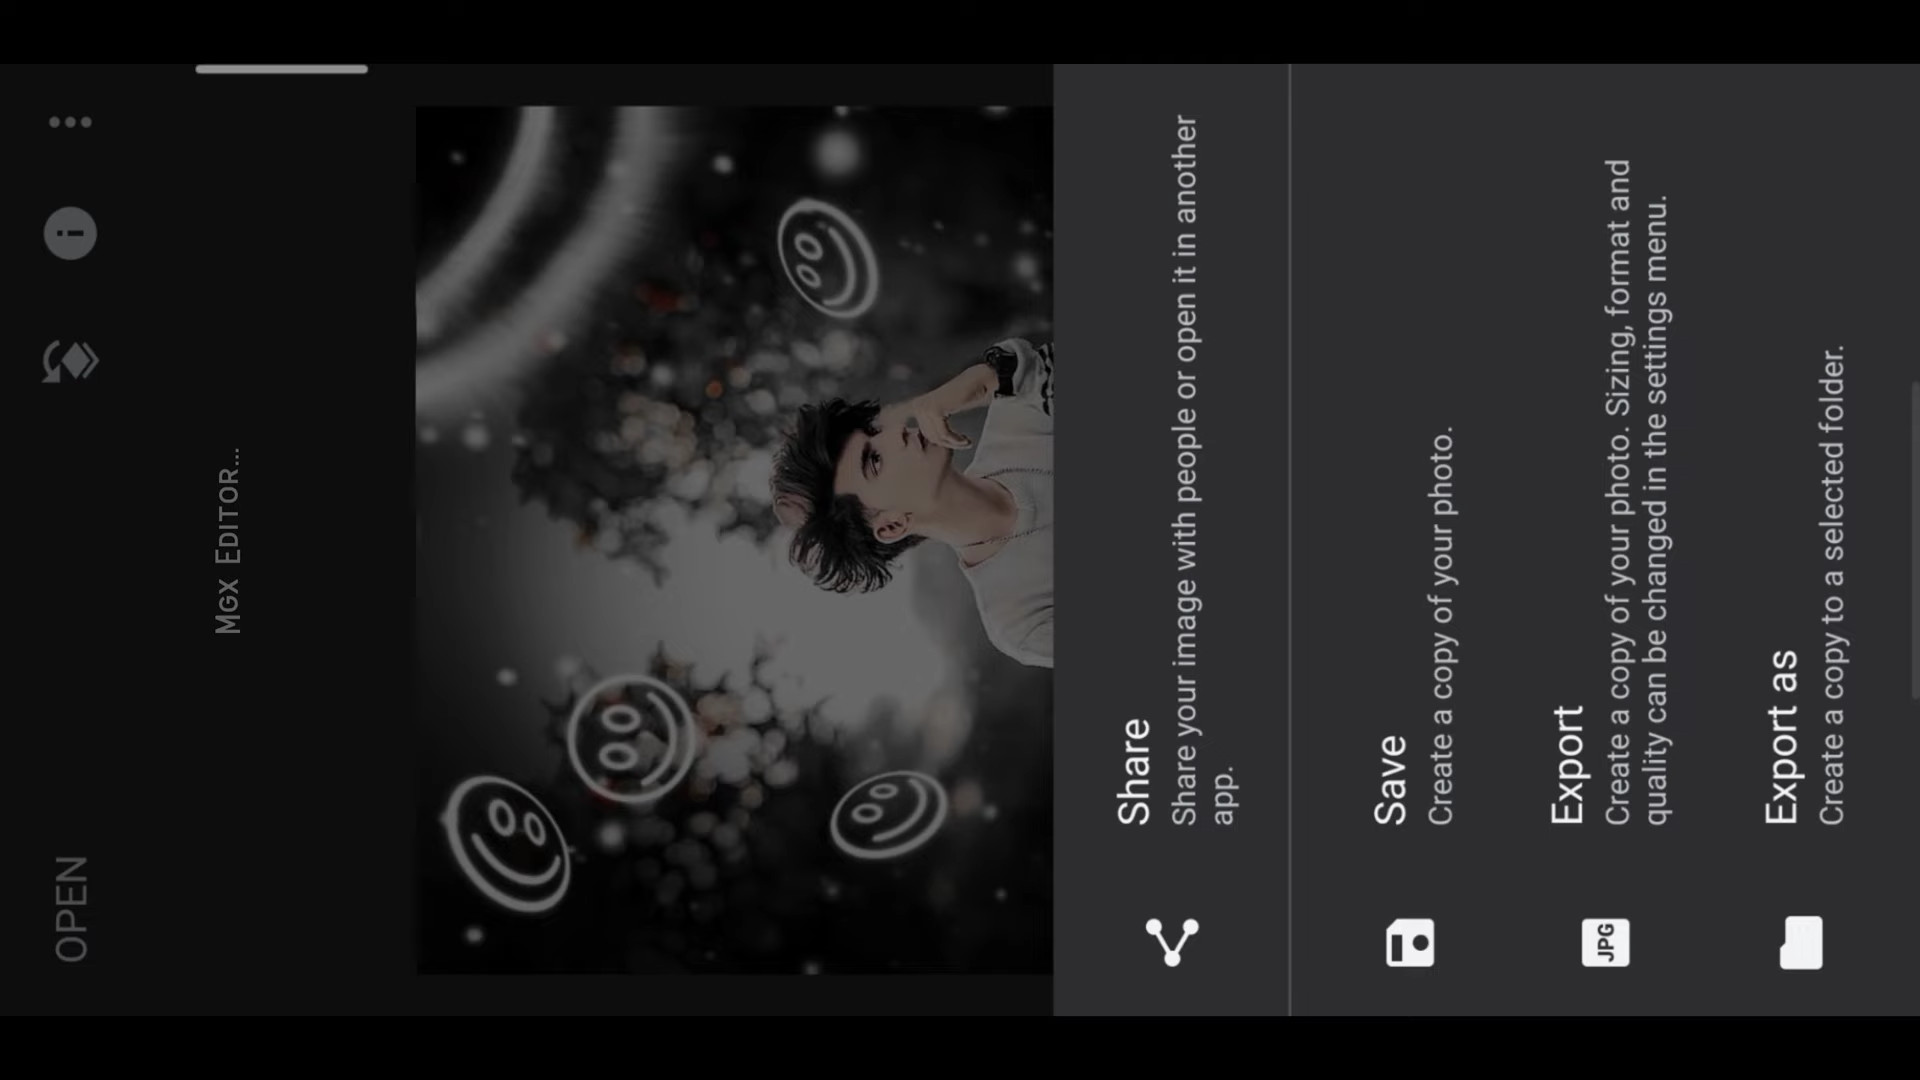 OPEN
MGX EDITOR...
Share
Share your image with people or open it in another
app.
Save
Create a copy of your photo.
JPG
Export
Create a copy of your photo. Sizing, format and
quality can be changed in the settings menu.
Export as
Create a copy to a selected folder.